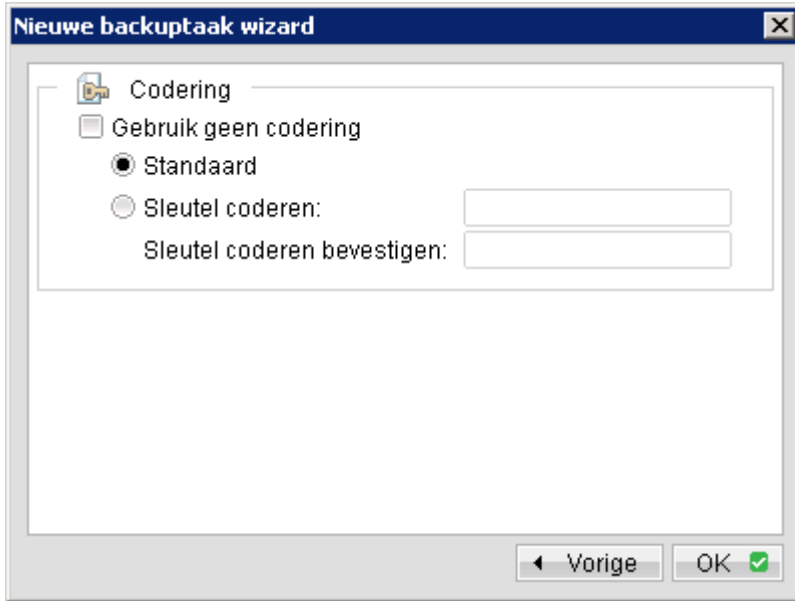 Nieuwe backuptaak wizard
Codering
Gebruik geen codering
Standaard
Sleutel coderen:
Sleutel coderen bevestigen:
Vorige
OK